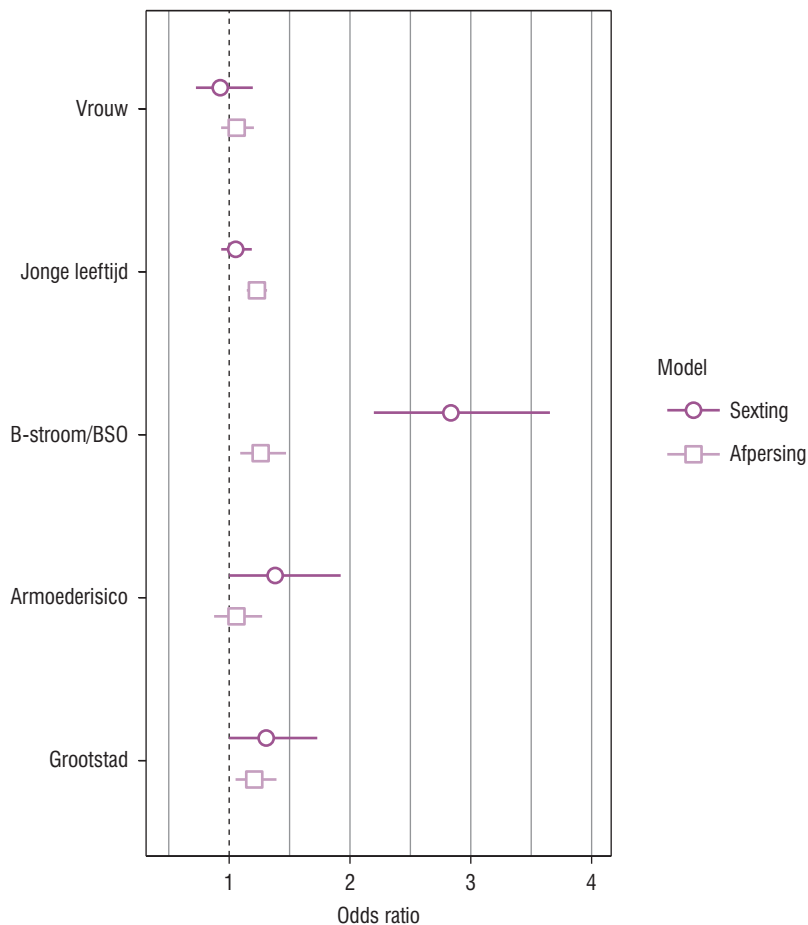 Vrouw
Jonge leeftijd
B-stroom/BSO
Armoederisico
Grootstad
1 2 3 4
Odds ratio
Model
Sexting
Afpersing